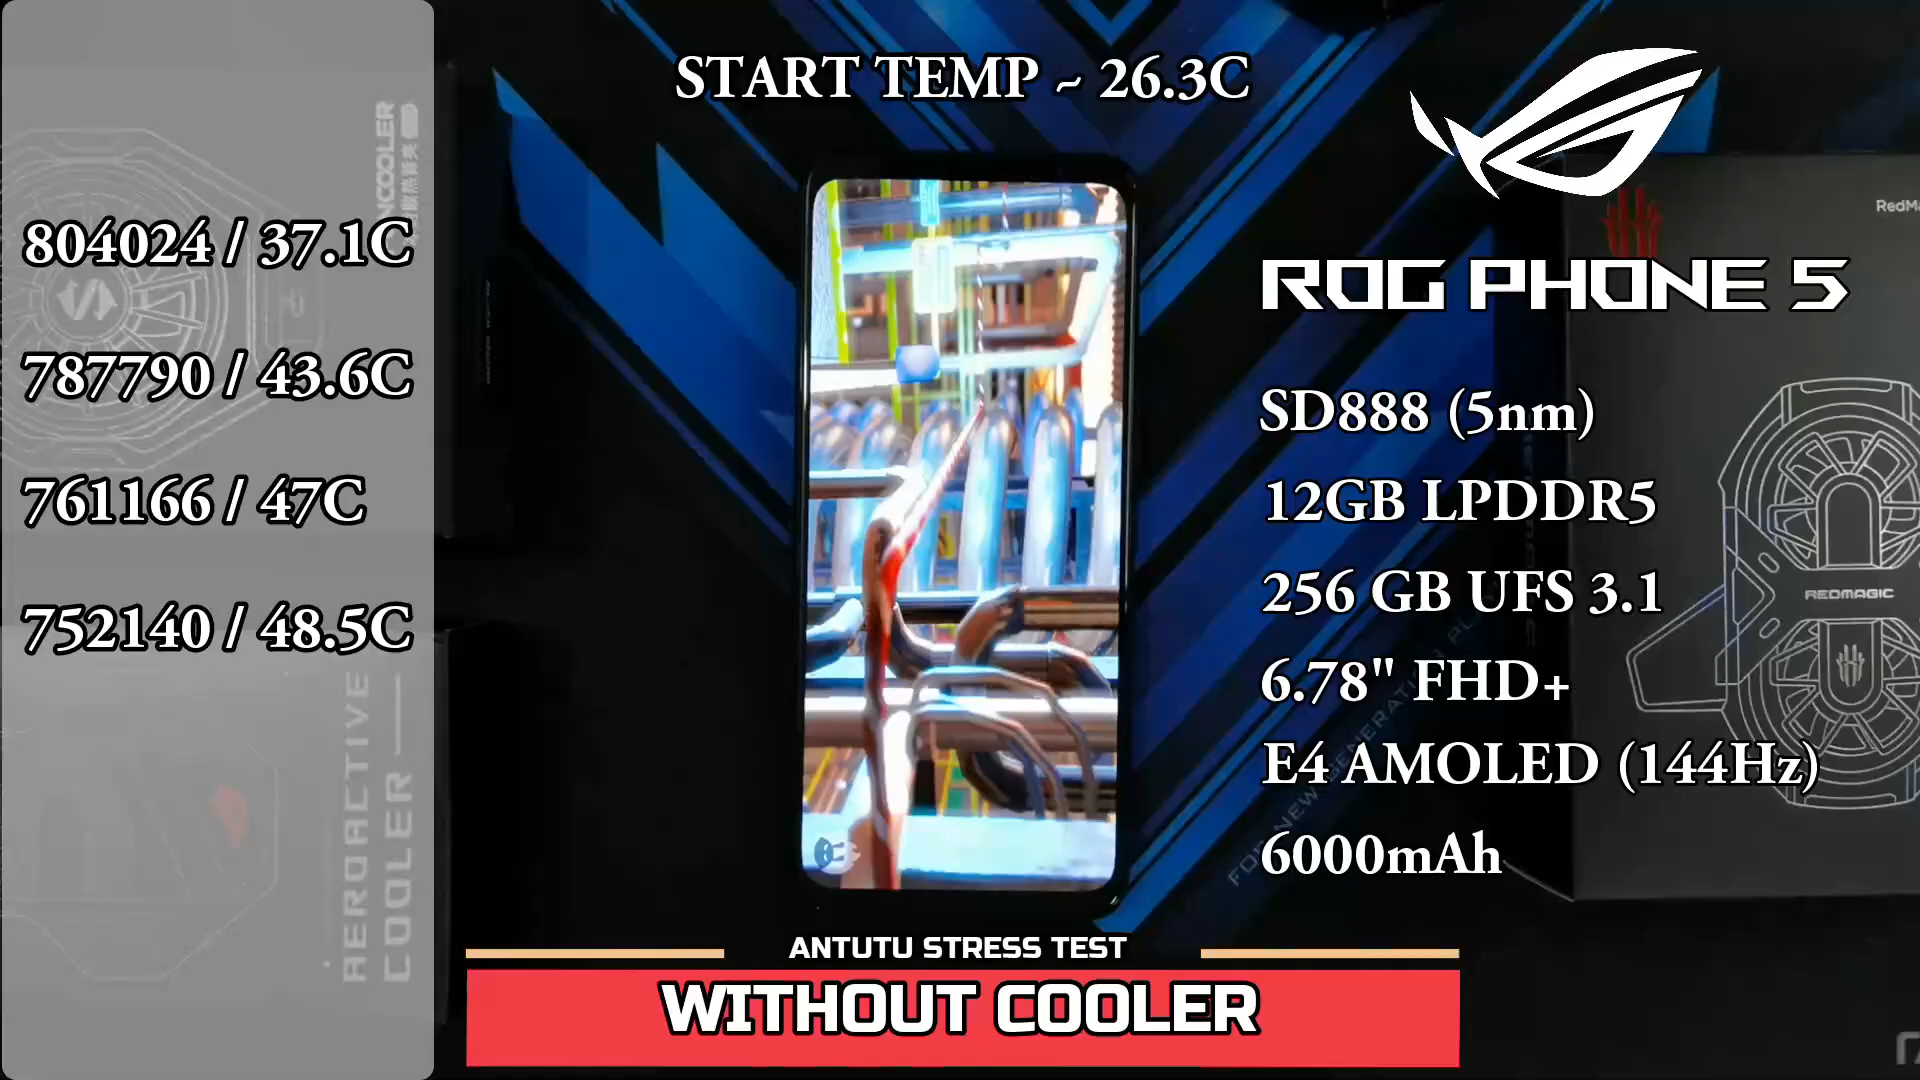 START TEMP ~ 26.3C
804024 / 37.1C
787790 / 43.6C
761166 / 47C
752140 / 48.5C
AEROACTIVE
COOLER
ROG PHONE 5
SD888 (5nm)
12GB LPDDR5
256 GB UFS 3.1
6.78" FHD+
E4 AMOLED (144Hz)
6000mAh
REDMAGIC
ANTUTU STRESS TEST
WITHOUT COOLER